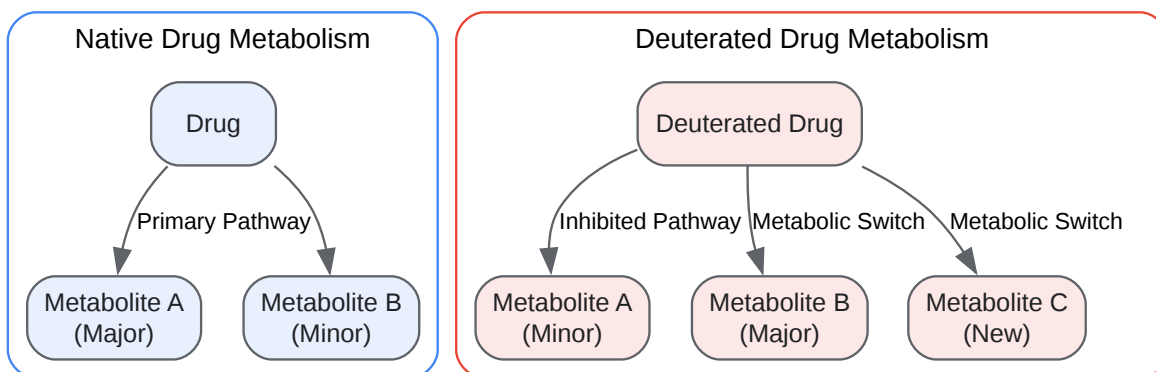 Native Drug Metabolism
Drug
Primary Pathway
Metabolite A
(Major)
Metabolite B
(Minor)
Deuterated Drug Metabolism
Deuterated Drug
Inhibited Pathway
Metabolic Switch
Metabolic Switch
Metabolite A
(Minor)
Metabolite B
(Major)
Metabolite C
(New)